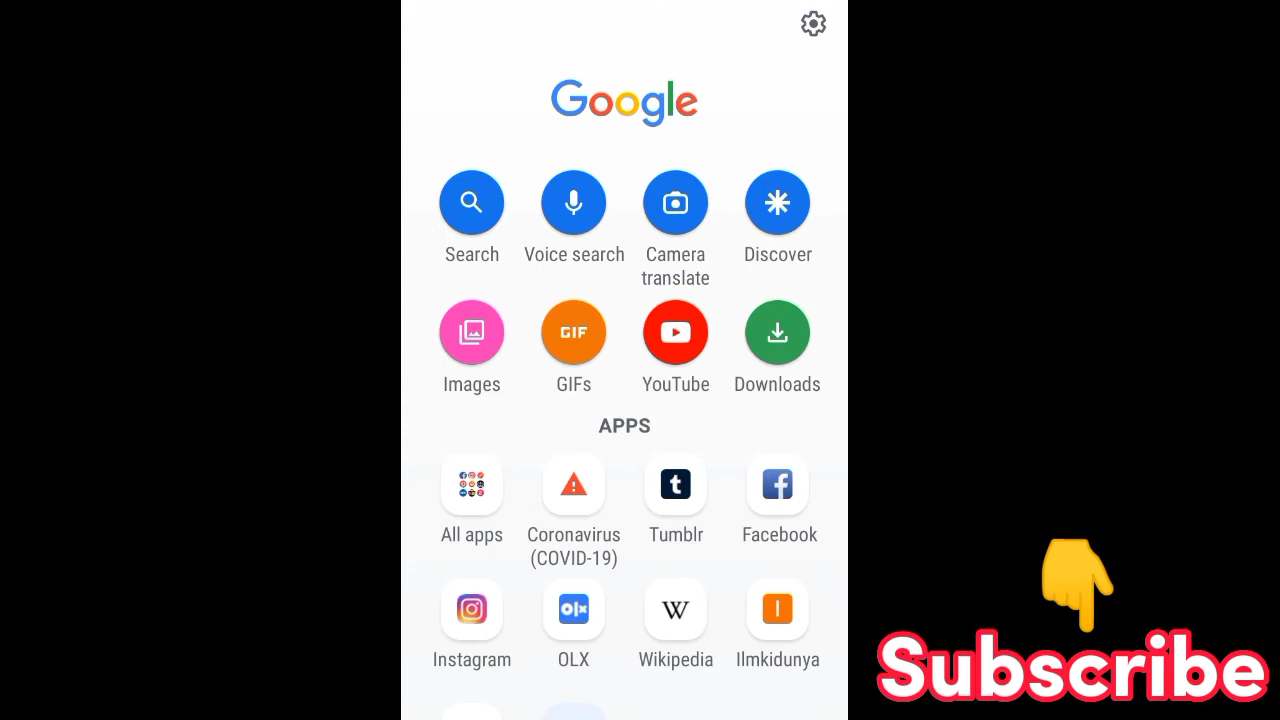 Google
Search Voice search Camera translate Discover
GIF
Images GIFs YouTube Downloads
APPS
t f
All apps Coronavirus (COVID-19) Tumblr Facebook
olx W I
Instagram OLX Wikipedia Ilmkidunya
Subscribe